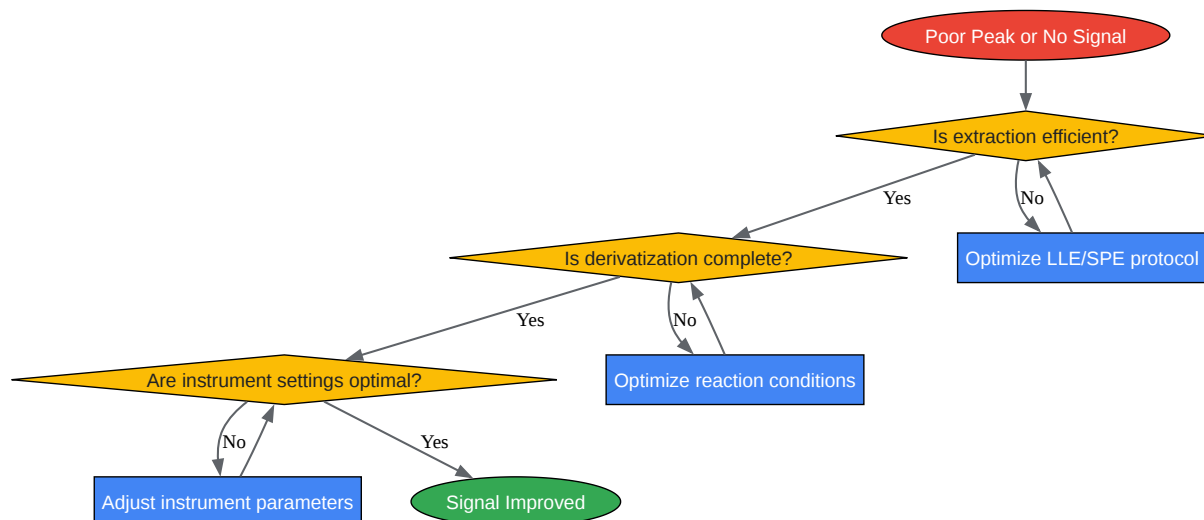 Poor Peak or No Signal
Is extraction efficient?
Yes
No
Is derivatization complete?
Optimize LLE/SPE protocol
Yes
No
Are instrument settings optimal?
Optimize reaction conditions
No
Yes
Adjust instrument parameters
Signal Improved